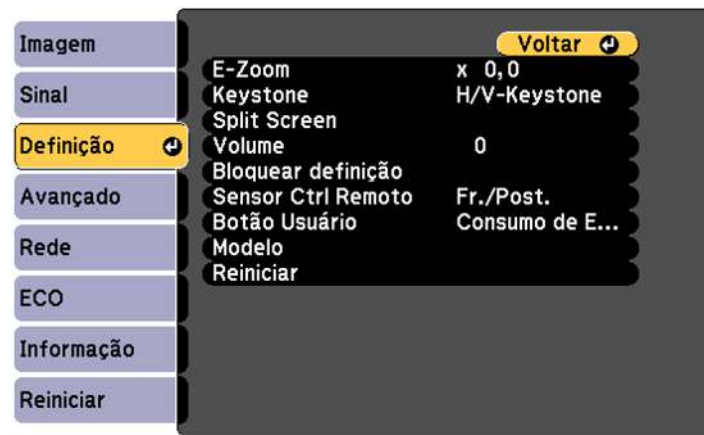 Imagem
Sinal
Definição
Avançado
Rede
ECO
Informação
Reiniciar
Voltar
E-Zoom x 0,0
Keystone H/V-Keystone
Split Screen
Volume 0
Bloquear definição
Sensor Ctrl Remoto Fr./Post.
Botão Usuário Consumo de E...
Modelo
Reiniciar